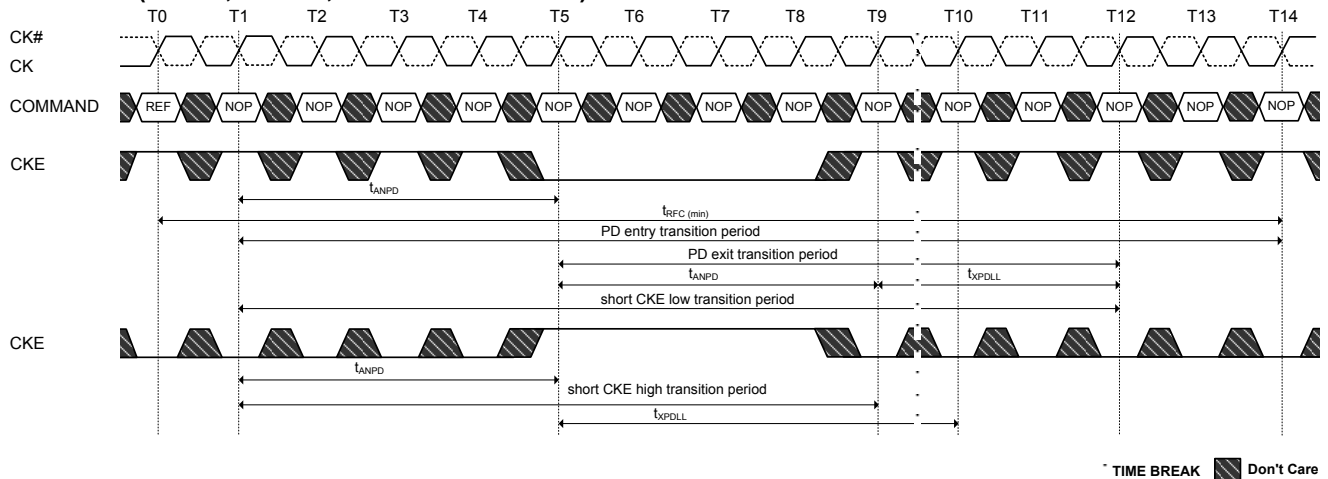 T0 T1 T2 T3 T4 T5 T6 T7 T8 T9 T10 T11 T12 T13 T14
CK#
CK
COMMAND REF NOP NOP NOP NOP NOP NOP NOP NOP NOP NOP NOP NOP NOP NOP
CKE
tANPD
tRFC (min)
PD entry transition period
PD exit transition period
tANPD tXPDLL
short CKE low transition period
CKE
tANPD
short CKE high transition period
tXPDLL
TIME BREAK Don't Care